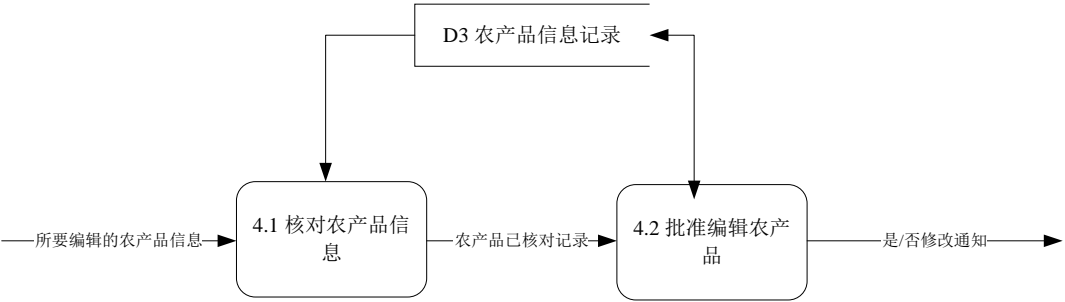 D3 农产品信息记录
所要编辑的农产品信息
4.1 核对农产品信
息
农产品已核对记录
4.2 批准编辑农产
品
是/否修改通知